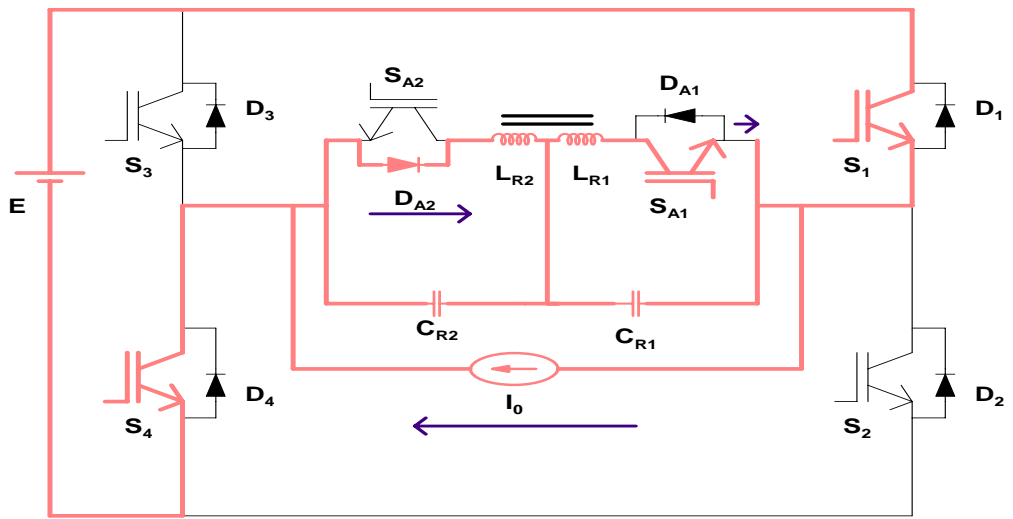 S_A2
D_A1
D_3
D_1
S_3
L_R2
L_R1
S_1
E
D_A2
S_A1
C_R2
C_R1
D_4
D_2
S_4
I_0
S_2